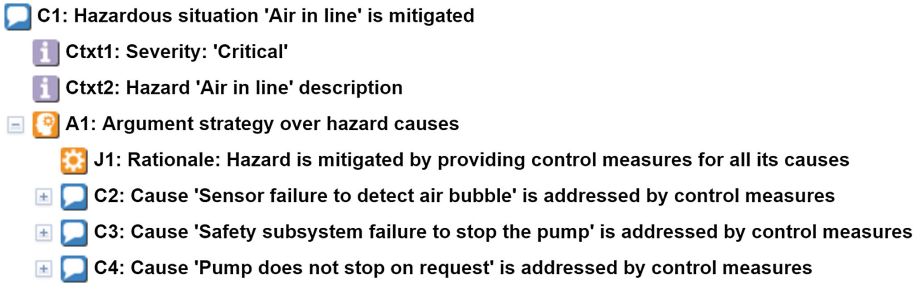 C1: Hazardous situation 'Air in line' is mitigated
Ctxt1: Severity: 'Critical'
Ctxt2: Hazard 'Air in line' description
A1: Argument strategy over hazard causes
J1: Rationale: Hazard is mitigated by providing control measures for all its causes
C2: Cause 'Sensor failure to detect air bubble' is addressed by control measures
C3: Cause 'Safety subsystem failure to stop the pump' is addressed by control measures
C4: Cause 'Pump does not stop on request' is addressed by control measures